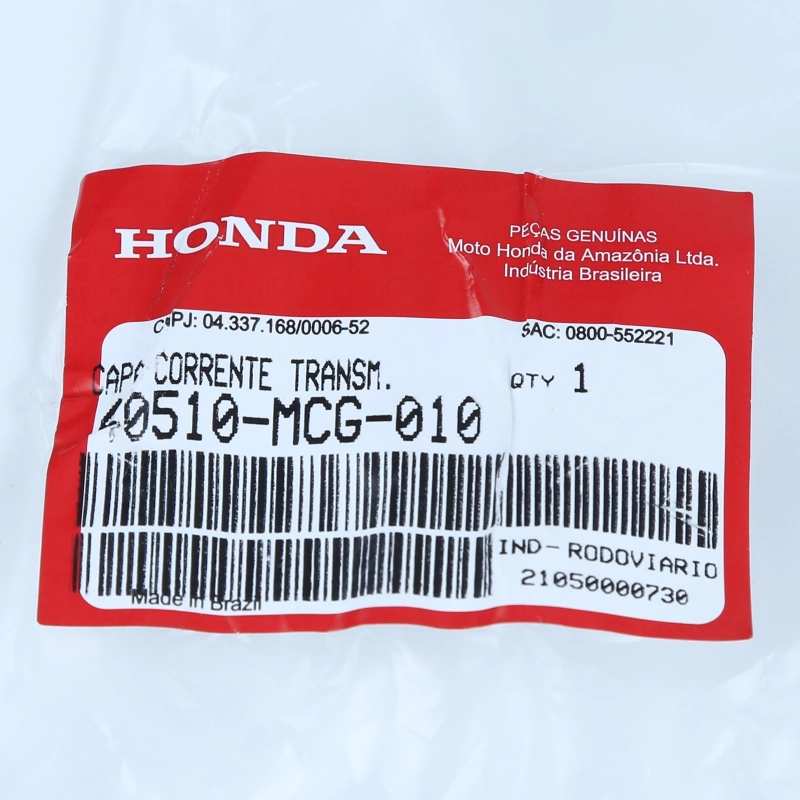 HONDA
PEÇAS GENUÍNAS
Moto Honda da Amazônia Ltda.
Indústria Brasileira
CNPJ: 04.337.168/0006-52
SAC: 0800-552221
CAPA CORRENTE TRANSM.
QTY 1
40510-MCG-010
IND-RODOVIARIO
21050000730
Made in Brazil